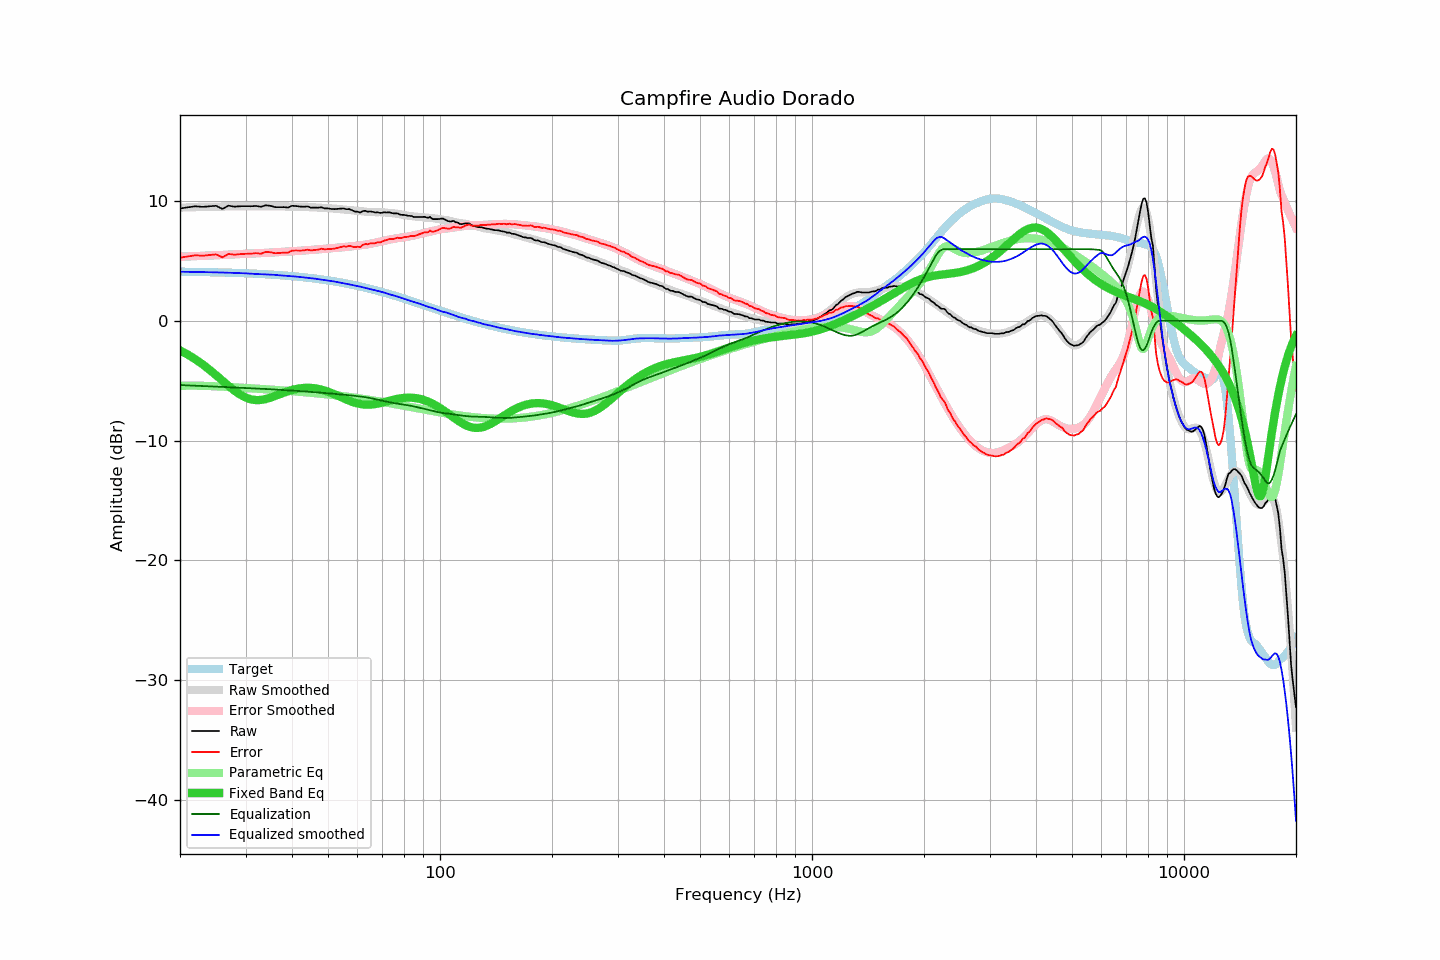 Campfire Audio Dorado
10
0
−10
−20
−30
−40
Amplitude (dBr)
Target
Raw Smoothed
Error Smoothed
Raw
Error
Parametric Eq
Fixed Band Eq
Equalization
Equalized smoothed
100
1000
10000
Frequency (Hz)